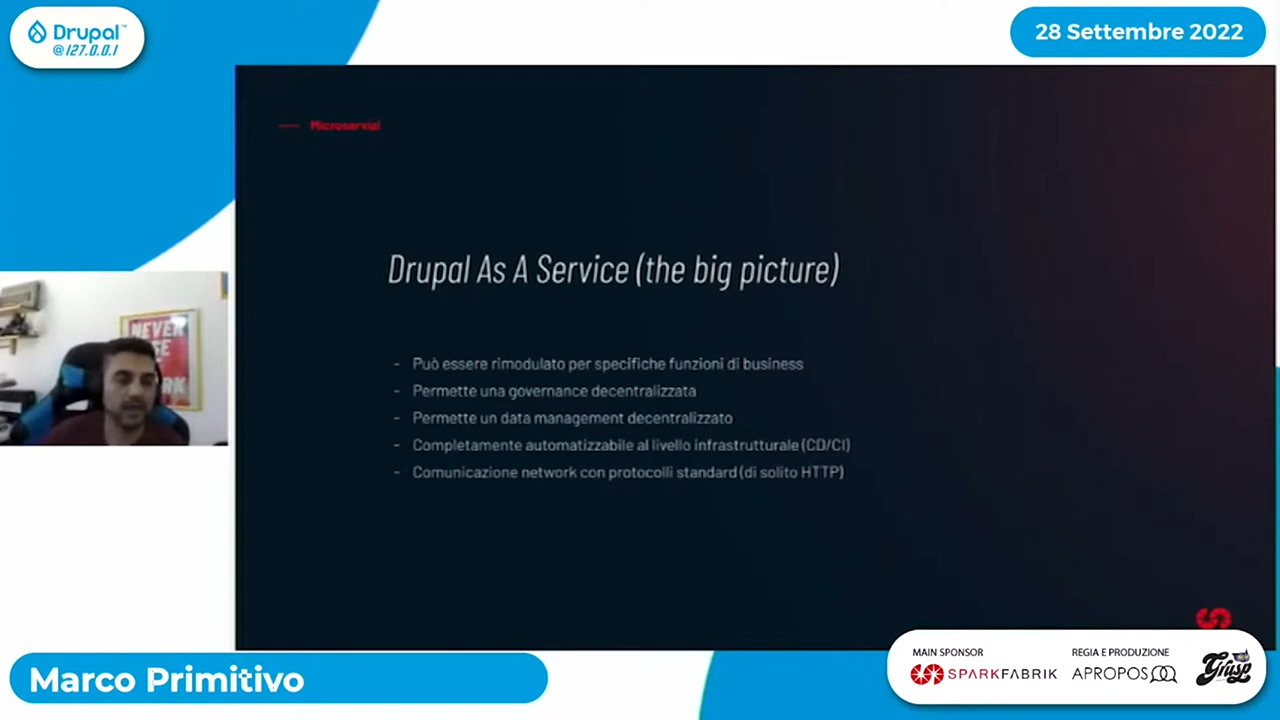 Drupal™
@127.0.0.1
28 Settembre 2022
Microservizi
Drupal As A Service (the big picture)
- Può essere rimodulato per specifiche funzioni di business
- Permette una governance decentralizzata
- Permette un data management decentralizzato
- Completamente automatizzabile al livello infrastrutturale (CD/CI)
- Comunicazione network con protocolli standard (di solito HTTP)
NEVER
Marco Primitivo
MAIN SPONSOR
SPARKFABRIK
REGIA E PRODUZIONE
APROPOS
Grusp